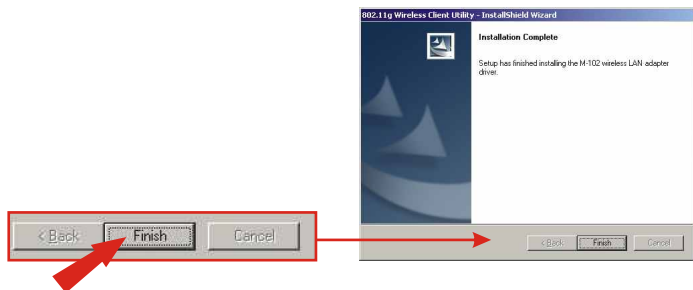 802.11g Wireless Client Utility - InstallShield Wizard
Installation Complete
Setup has finished installing the M-102 wireless LAN adapter
driver.
< Back Finish Cancel
< Back Finish Cancel